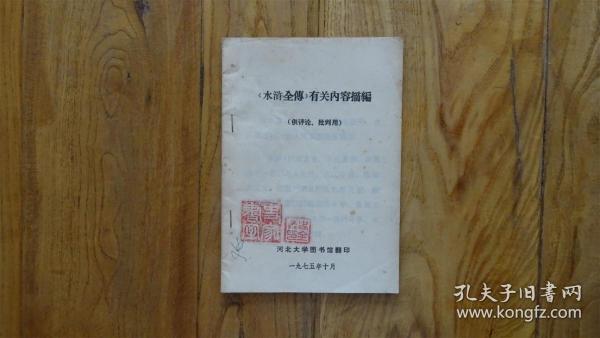 《水浒全傳》有关内容摘编
（供评论、批判用）
河北大学图书馆翻印
一九七五年十月
孔夫子旧书网
www.kongfz.com